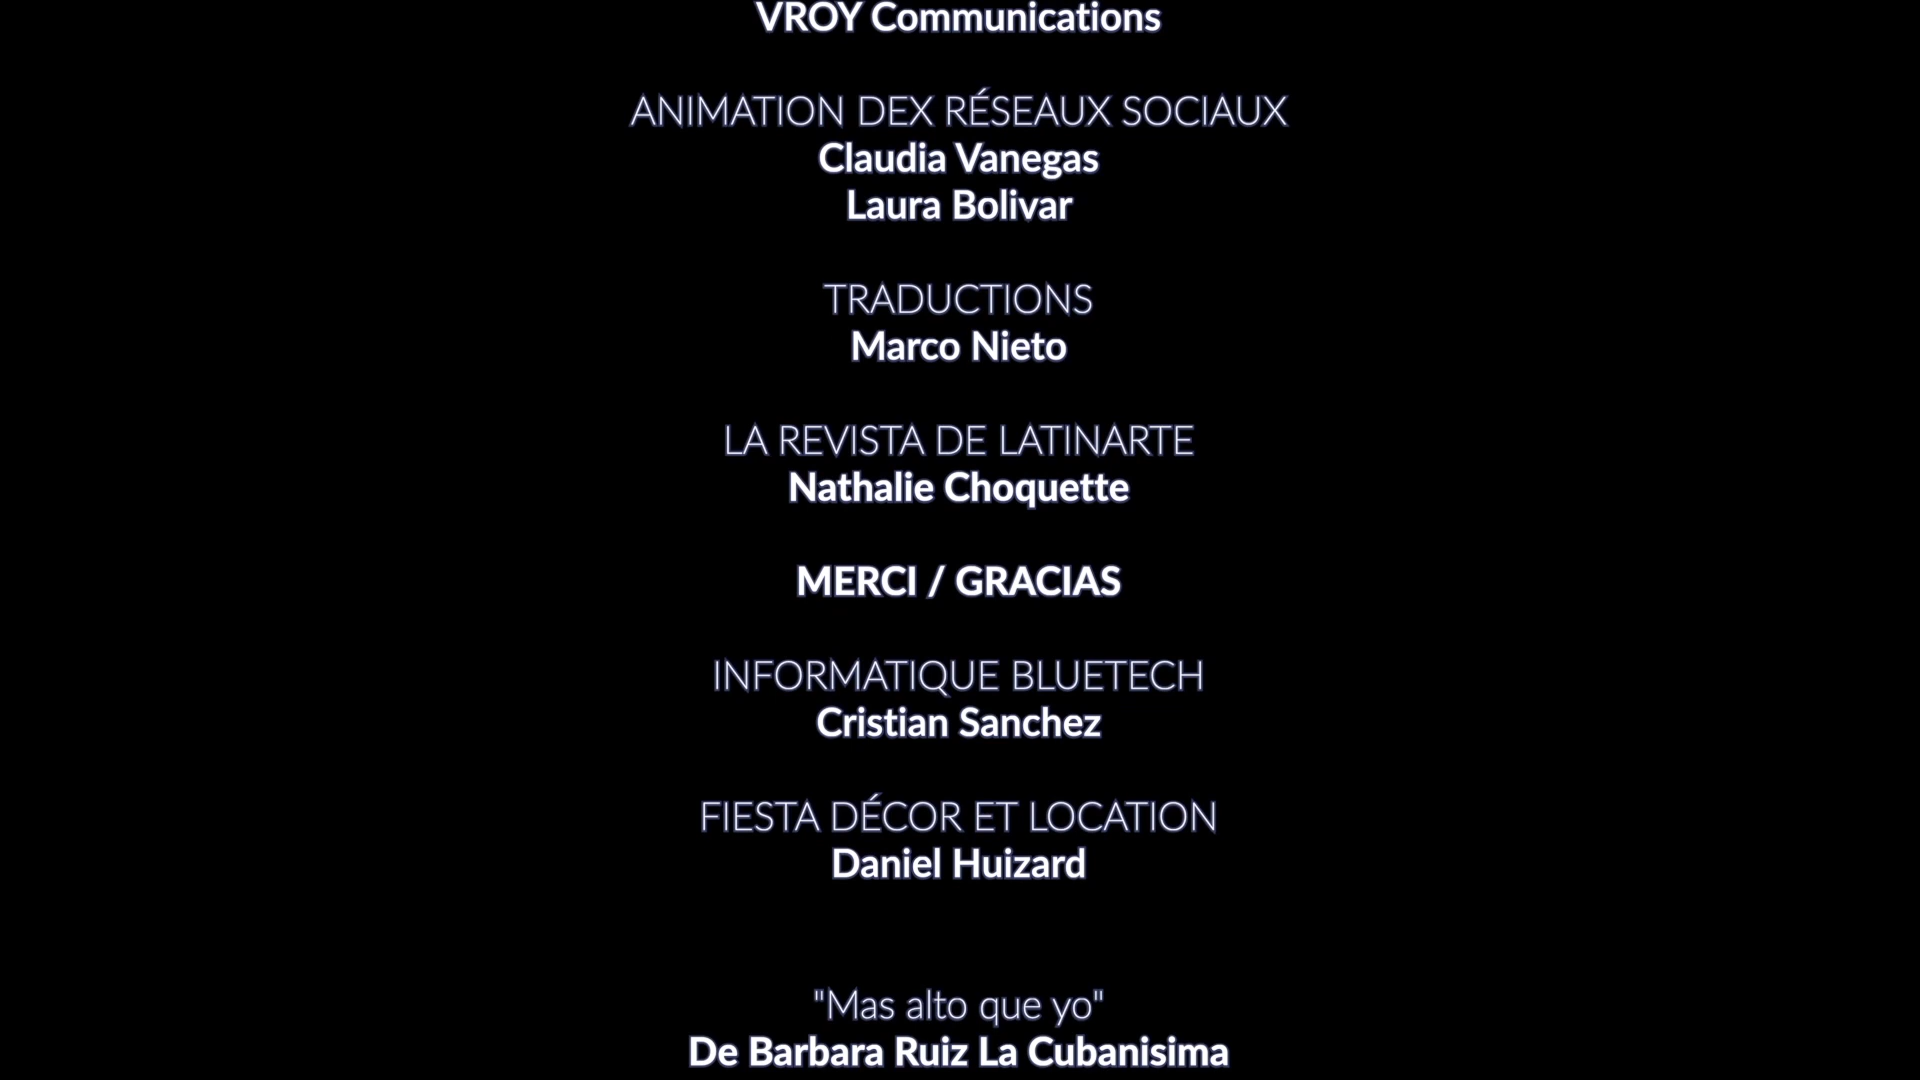 VROY Communications
ANIMATION DEX RÉSEAUX SOCIAUX
Claudia Vanegas
Laura Bolivar
TRADUCTIONS
Marco Nieto
LA REVISTA DE LATINARTE
Nathalie Choquette
MERCI / GRACIAS
INFORMATIQUE BLUETECH
Cristian Sanchez
FIESTA DÉCOR ET LOCATION
Daniel Huizard
"Mas alto que yo"
De Barbara Ruiz La Cubanisima